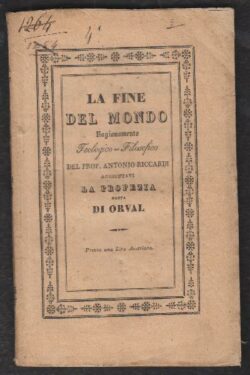 1264
4
LA FINE
DEL MONDO
Ragionamento
Teologico-Filosofico
DEL PROF. ANTONIO RICCARDI
AGGIUNTAVI
LA PROFEZIA
DETTA
DI ORVAL
Prezzo una Lira Austriaca.